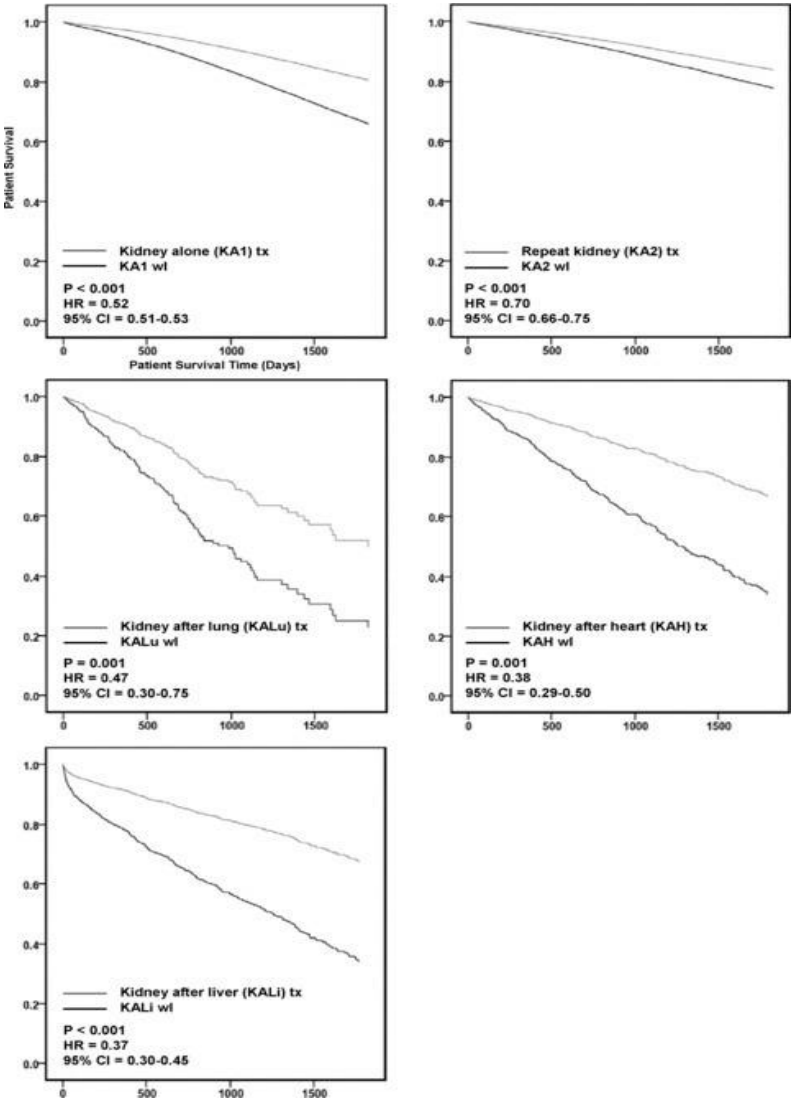 1.0
0.8
0.6
0.4
0.2
0.0
Patient Survival
Kidney alone (KA1) tx
KA1 wl
P < 0.001
HR = 0.52
95% CI = 0.51-0.53
0 500 1000 1500
Patient Survival Time (Days)
1.0
0.8
0.6
0.4
0.2
0.0
Repeat kidney (KA2) tx
KA2 wl
P < 0.001
HR = 0.70
95% CI = 0.66-0.75
0 500 1000 1500
1.0
0.8
0.6
0.4
0.2
0.0
Kidney after lung (KALu) tx
KALu wl
P = 0.001
HR = 0.47
95% CI = 0.30-0.75
0 500 1000 1500
1.0
0.8
0.6
0.4
0.2
0.0
Kidney after heart (KAH) tx
KAH wl
P = 0.001
HR = 0.38
95% CI = 0.29-0.50
0 500 1000 1500
1.0
0.8
0.6
0.4
0.2
0.0
Kidney after liver (KALi) tx
KALi wl
P < 0.001
HR = 0.37
95% CI = 0.30-0.45
0 500 1000 1500